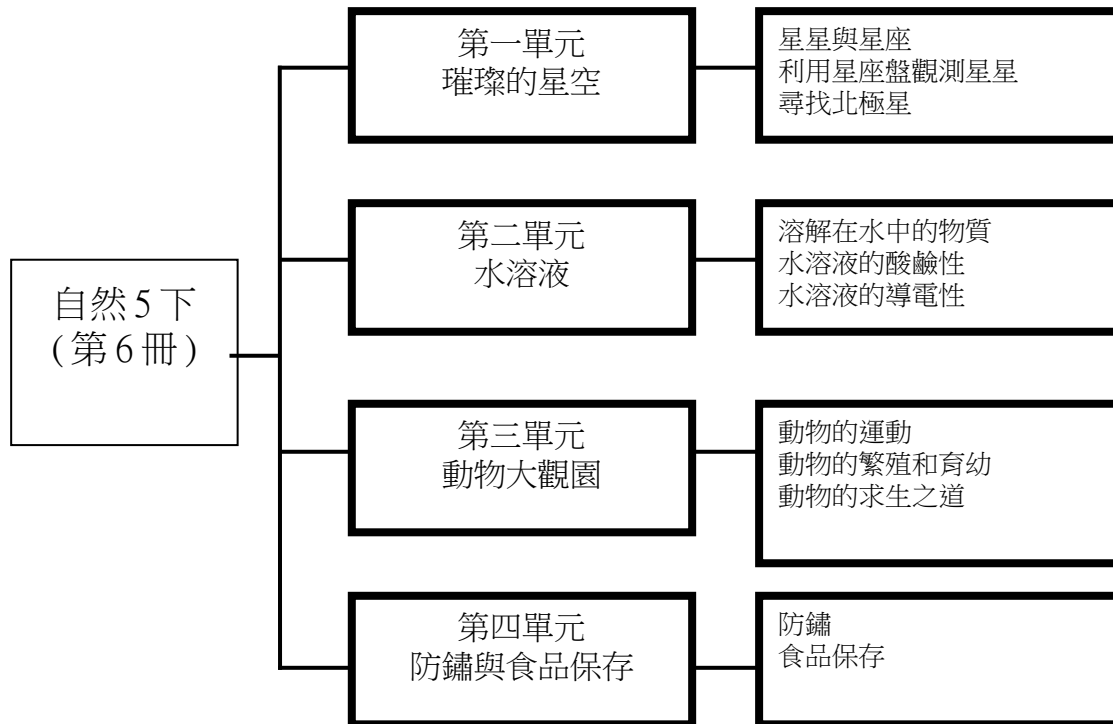 自然5下
(第6冊)
第一單元
璀璨的星空
星星與星座
利用星座盤觀測星星
尋找北極星
第二單元
水溶液
溶解在水中的物質
水溶液的酸鹼性
水溶液的導電性
第三單元
動物大觀園
動物的運動
動物的繁殖和育幼
動物的求生之道
第四單元
防鏽與食品保存
防鏽
食品保存